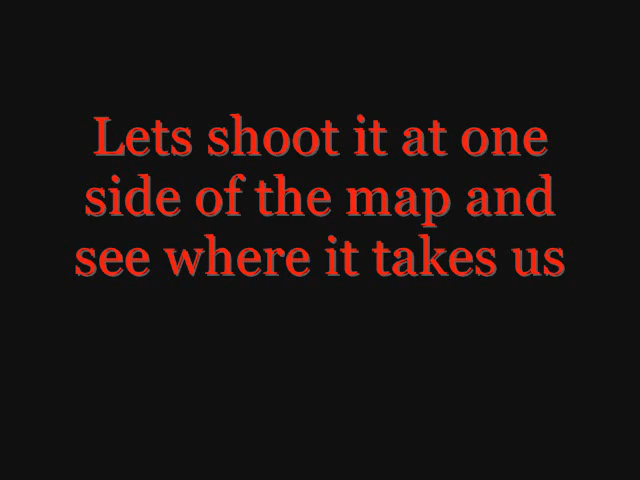 Lets shoot it at one
side of the map and
see where it takes us